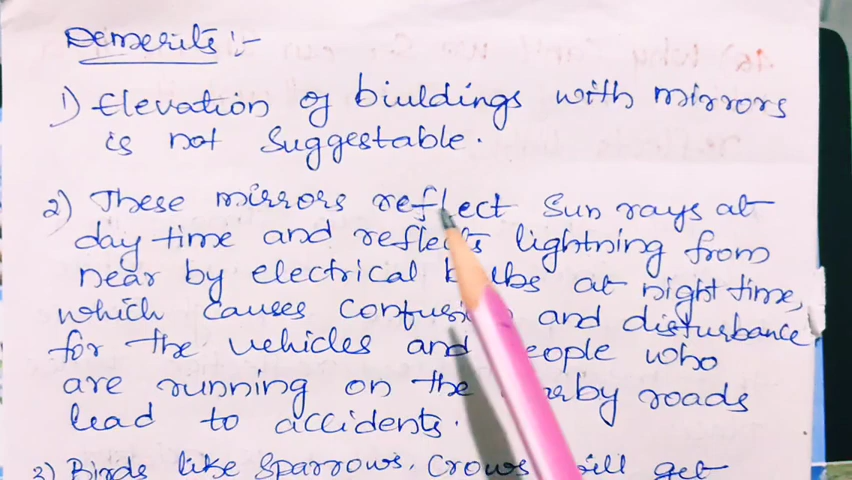 Demerits :-
1) Elevation of biuldings with mirrors
is not suggestable.
2) These mirrors reflect Sun rays at
day time and reflects lightning from
near by electrical bulbs at night time,
which causes confusion and disturbance
for the vehicles and people who
are running on the nearby roads
lead to accidents.
3) Birds like sparrows, crows will get